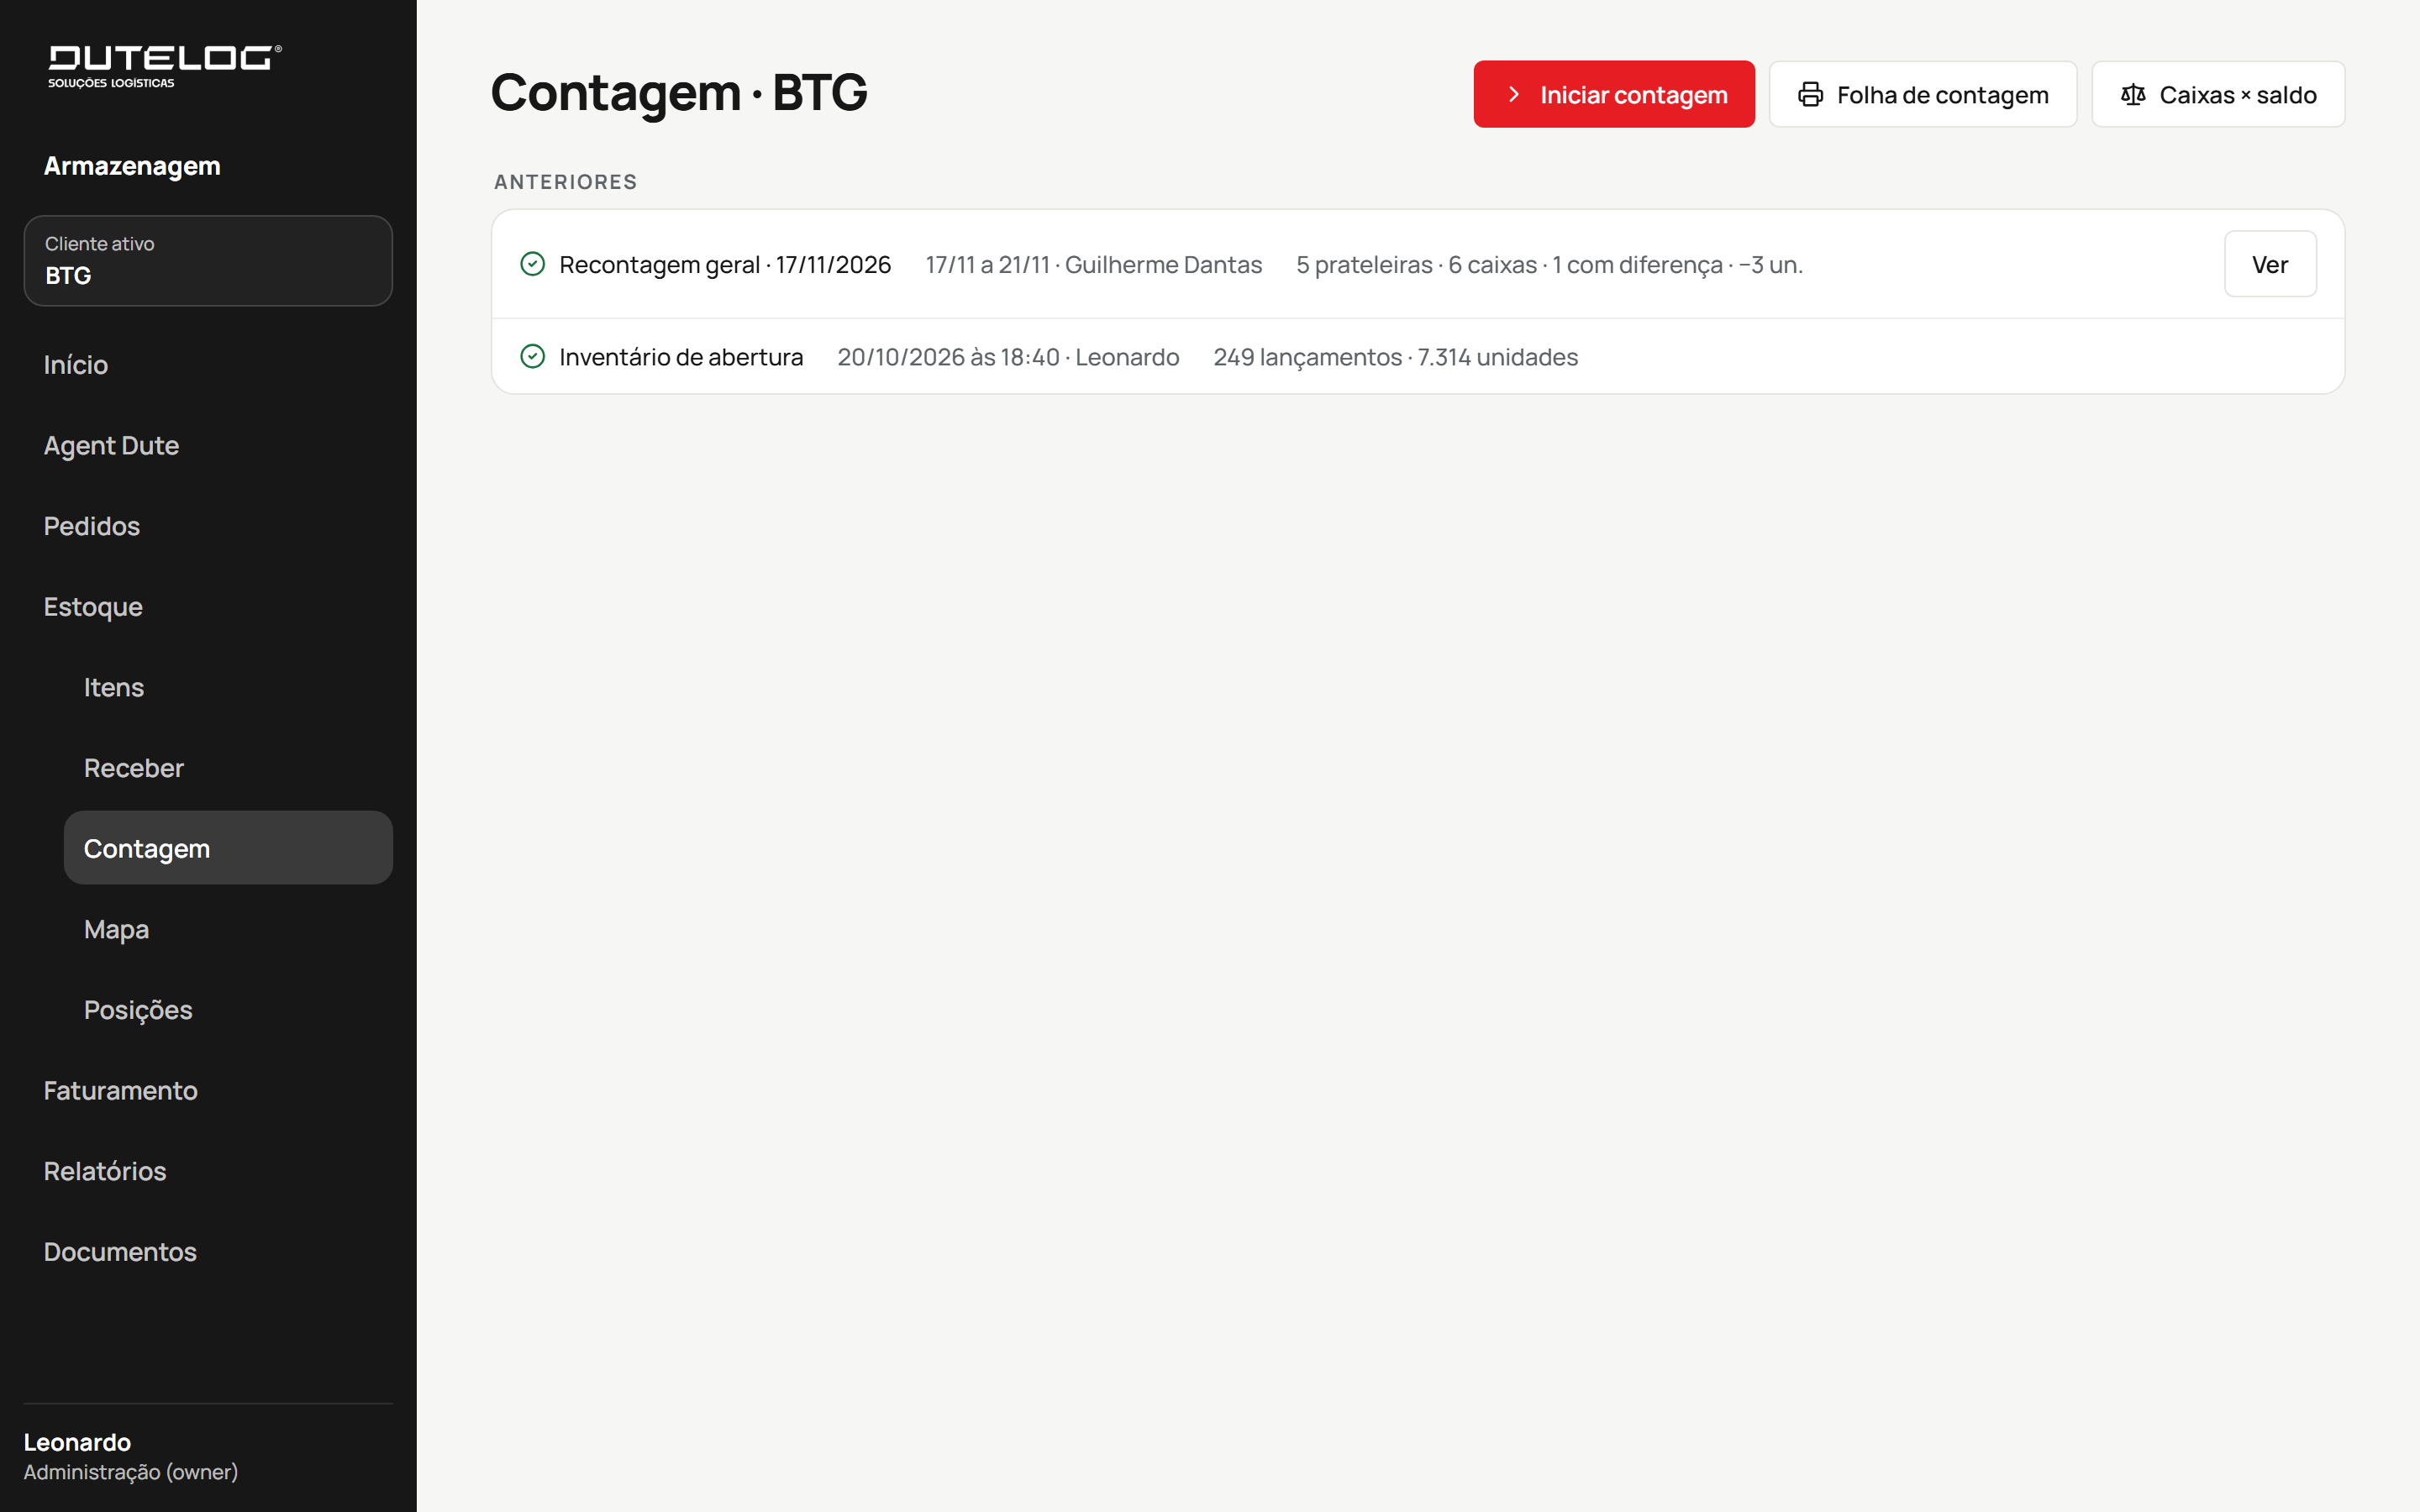 DUTELOG®
SOLUÇÕES LOGÍSTICAS
Armazenagem
Cliente ativo
BTG
Início
Agent Dute
Pedidos
Estoque
Itens
Receber
Contagem
Mapa
Posições
Faturamento
Relatórios
Documentos
Leonardo
Administração (owner)
Contagem · BTG
Iniciar contagem
Folha de contagem
Caixas × saldo
ANTERIORES
Recontagem geral · 17/11/2026 17/11 a 21/11 · Guilherme Dantas 5 prateleiras · 6 caixas · 1 com diferença · −3 un. Ver
Inventário de abertura 20/10/2026 às 18:40 · Leonardo 249 lançamentos · 7.314 unidades